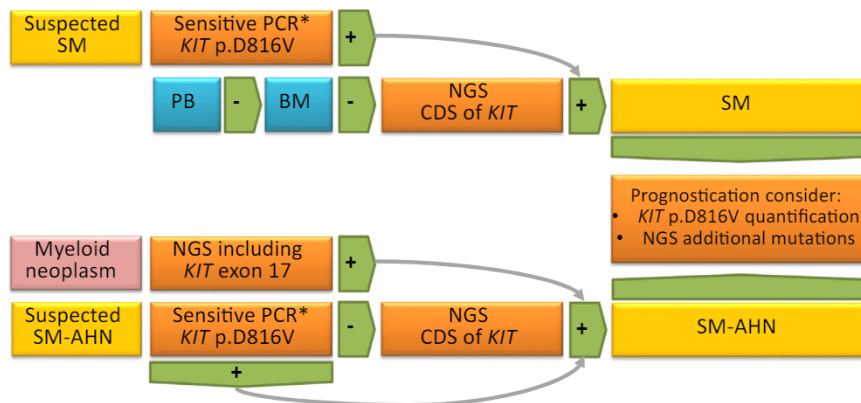 Suspected
SM
Sensitive PCR*
KIT p.D816V
+
PB
-
BM
-
NGS
CDS of KIT
+
SM
Prognostication consider:
• KIT p.D816V quantification
• NGS additional mutations
Myeloid
neoplasm
NGS including
KIT exon 17
+
Suspected
SM-AHN
Sensitive PCR*
KIT p.D816V
-
NGS
CDS of KIT
+
SM-AHN
+